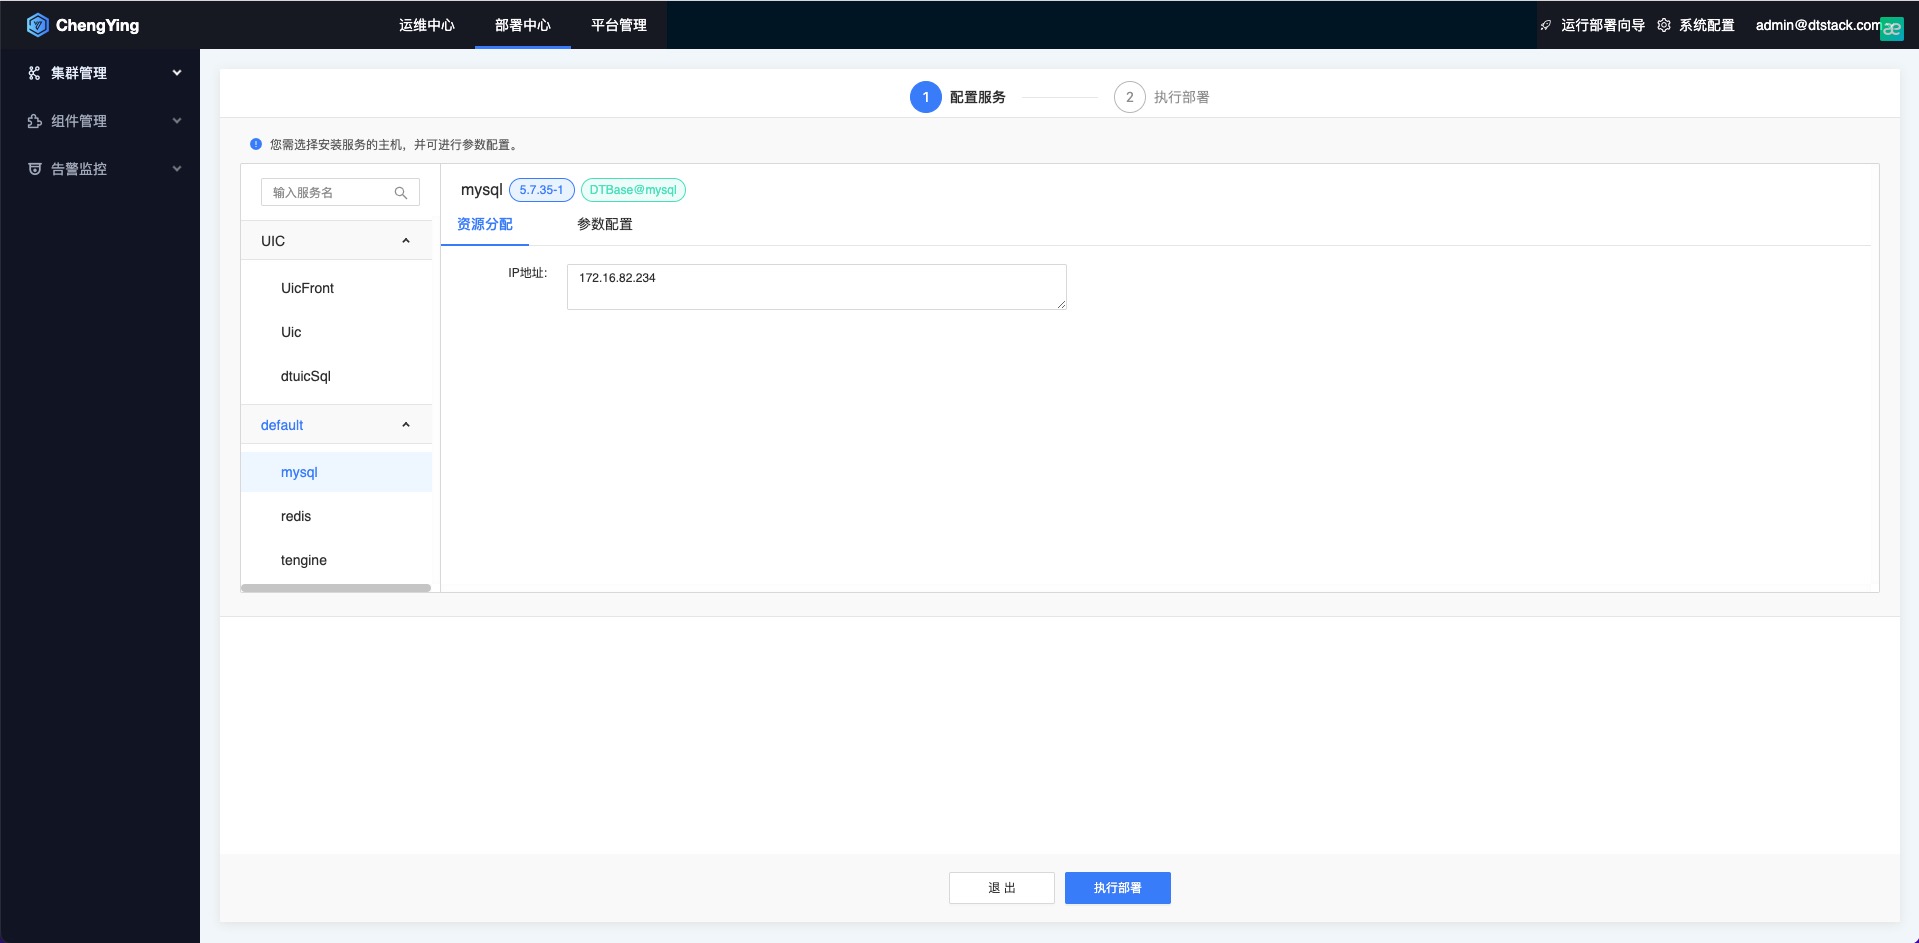 ChengYing
运维中心
部署中心
平台管理
运行部署向导
系统配置
admin@dtstack.com
集群管理
组件管理
告警监控
1 配置服务
2 执行部署
您需选择安装服务的主机，并可进行参数配置。
输入服务名
UIC
UicFront
Uic
dtuicSql
default
mysql
redis
tengine
mysql 5.7.35-1 DTBase@mysql
资源分配
参数配置
IP地址:
172.16.82.234
退 出
执行部署